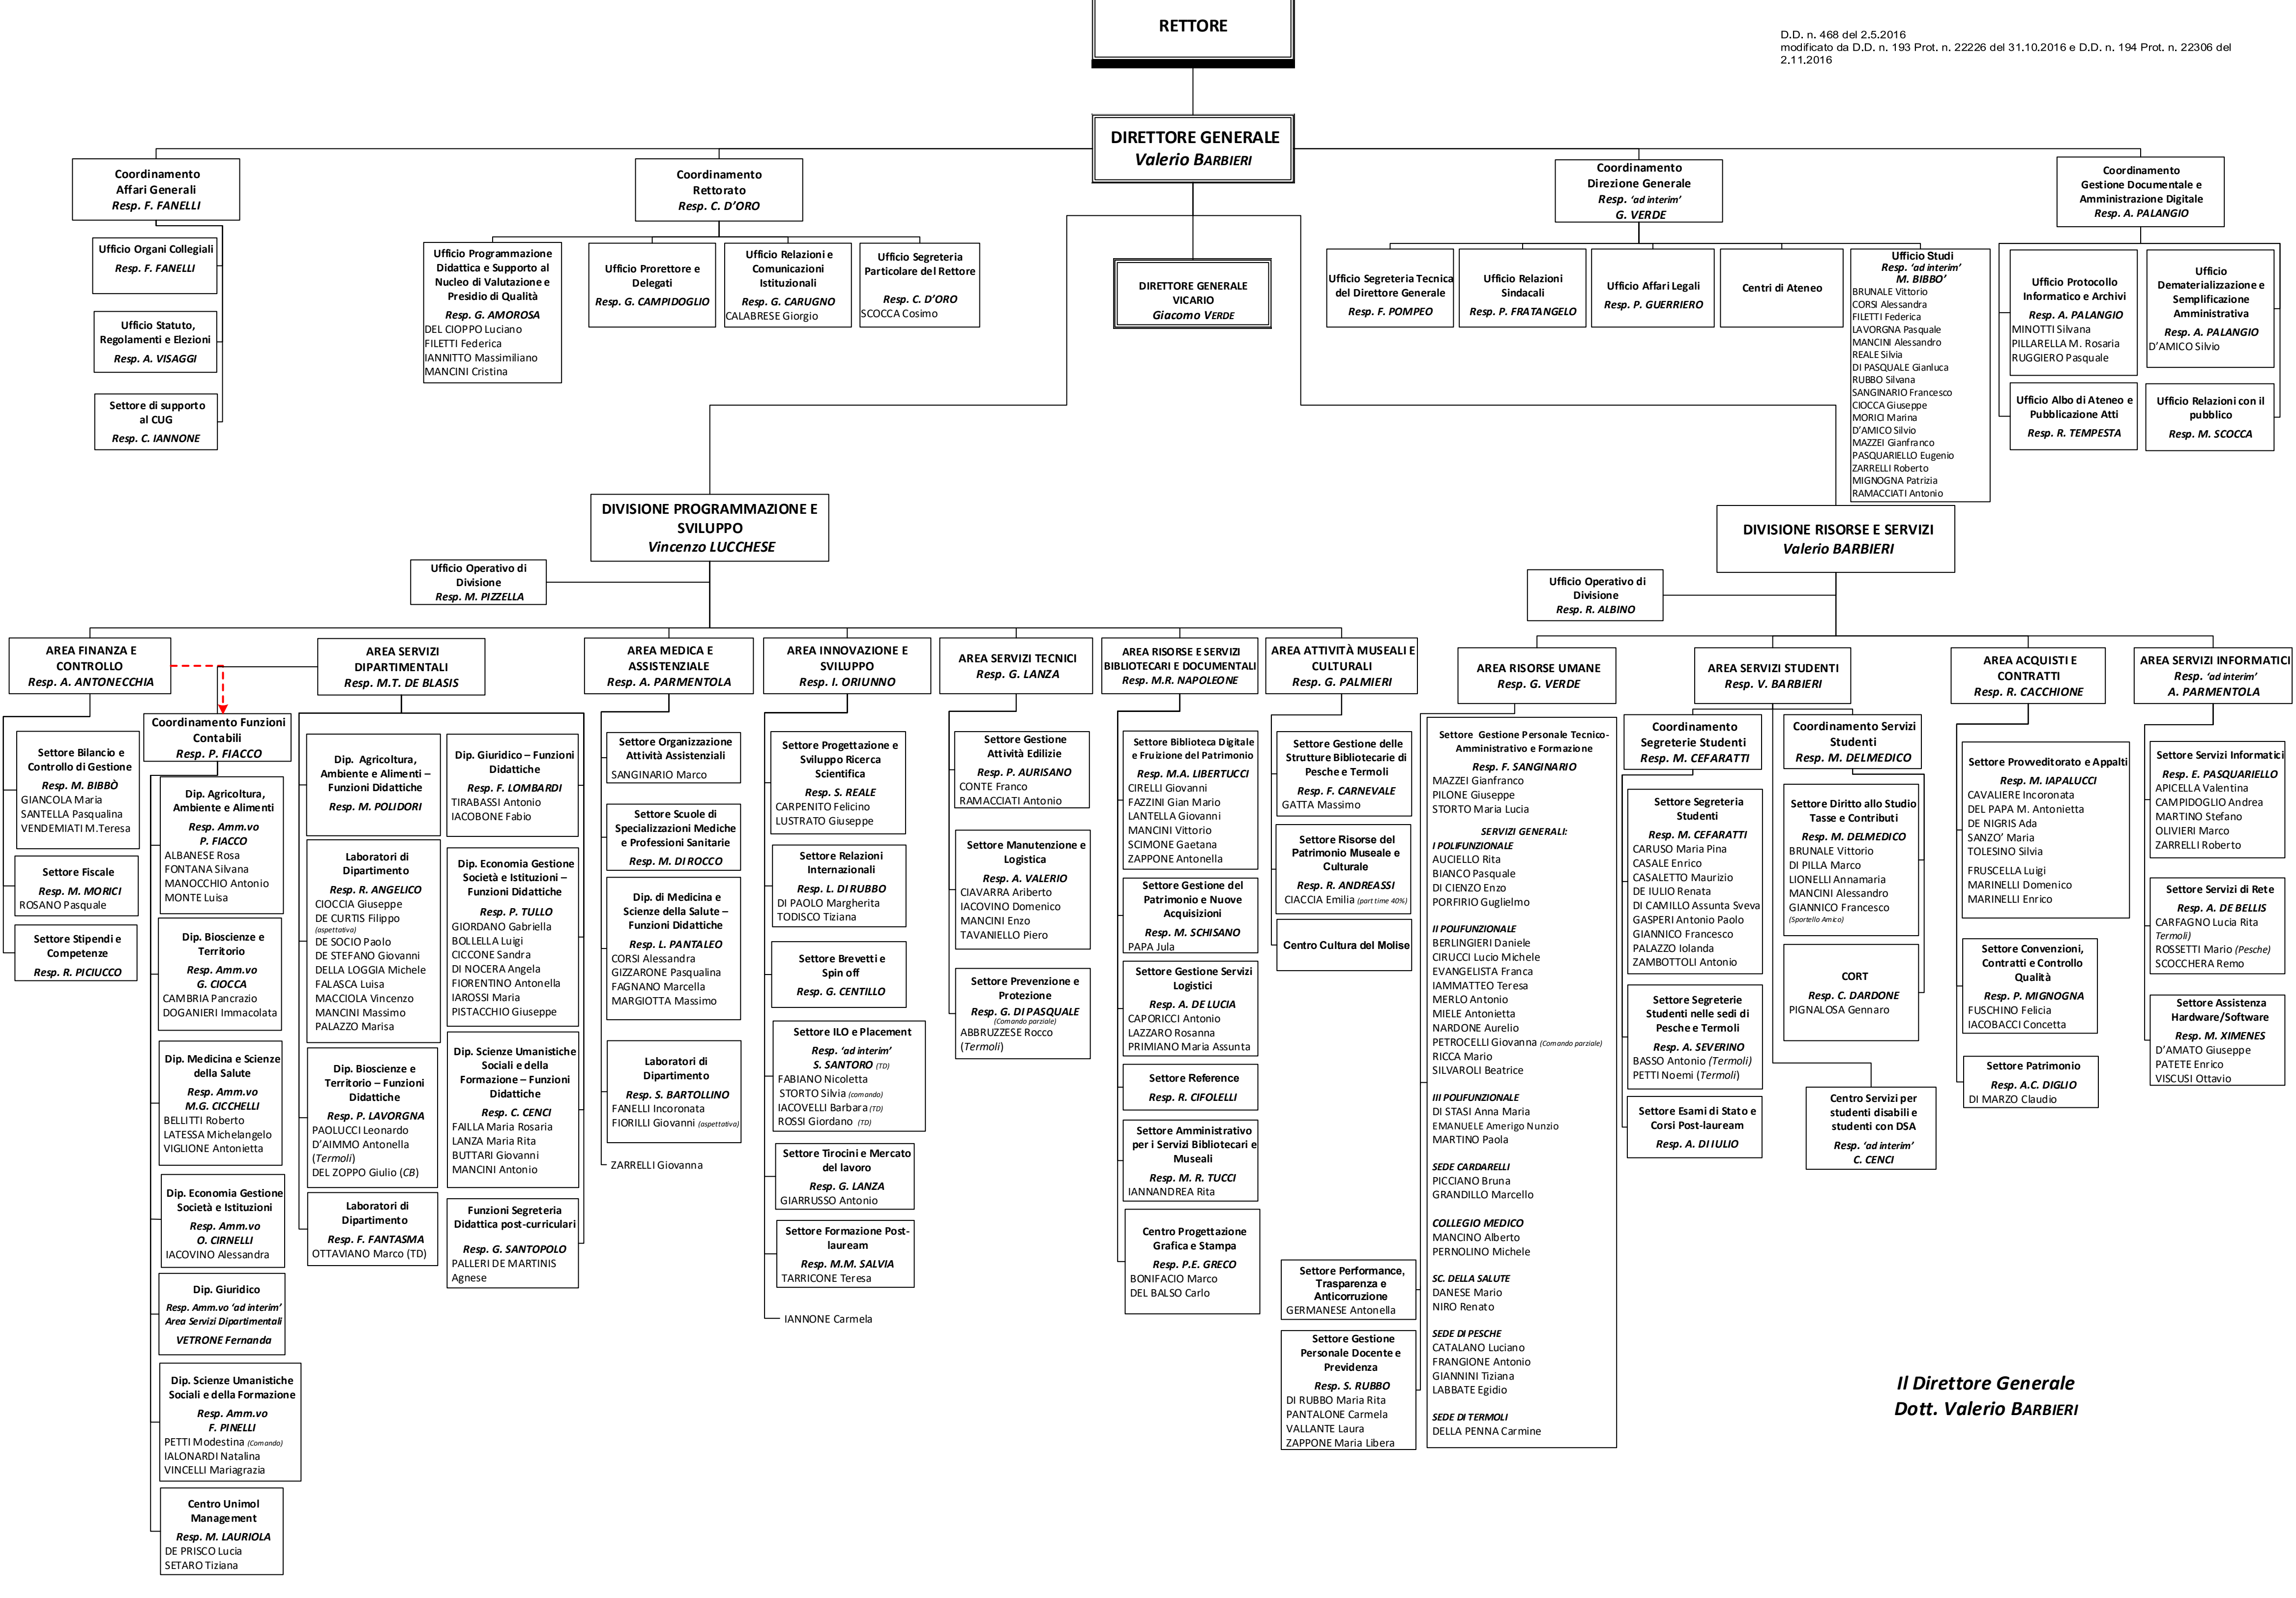 RETTORE
D.D. n. 468 del 2.5.2016
modificato da D.D. n. 193 Prot. n. 22226 del 31.10.2016 e D.D. n. 194 Prot. n. 22306 del
2.11.2016
DIRETTORE GENERALE
Valerio BARBIERI
Coordinamento
Affari Generali
Resp. F. FANELLI
Ufficio Organi Collegiali
Resp. F. FANELLI
Ufficio Statuto,
Regolamenti e Elezioni
Resp. A. VISAGGI
Settore di supporto
al CUG
Resp. C. IANNONE
Coordinamento
Rettorato
Resp. C. D'ORO
Ufficio Programmazione
Didattica e Supporto al
Nucleo di Valutazione e
Presidio di Qualità
Resp. G. AMOROSA
DEL CIOPPO Luciano
FILETTI Federica
IANNITTO Massimiliano
MANCINI Cristina
Ufficio Prorettore e
Delegati
Resp. G. CAMPIDOGLIO
Ufficio Relazioni e
Comunicazioni
Istituzionali
Resp. G. CARUGNO
CALABRESE Giorgio
Ufficio Segreteria
Particolare del Rettore
Resp. C. D'ORO
SCOCCA Cosimo
DIRETTORE GENERALE
VICARIO
Giacomo VERDE
Coordinamento
Direzione Generale
Resp. 'ad interim'
G. VERDE
Ufficio Segreteria Tecnica
del Direttore Generale
Resp. F. POMPEO
Ufficio Relazioni
Sindacali
Resp. P. FRATANGELO
Ufficio Affari Legali
Resp. P. GUERRIERO
Centri di Ateneo
Ufficio Studi
Resp. 'ad interim'
M. BIBBO'
BRUNALE Vittorio
CORSI Alessandra
FILETTI Federica
LAVORGNA Pasquale
MANCINI Alessandro
REALE Silvia
DI PASQUALE Gianluca
RUBBO Silvana
SANGINARIO Francesco
CIOCCA Giuseppe
MORICI Marina
D'AMICO Silvio
MAZZEI Gianfranco
PASQUARIELLO Eugenio
ZARRELLI Roberto
MIGNOGNA Patrizia
RAMACCIATI Antonio
Coordinamento
Gestione Documentale e
Amministrazione Digitale
Resp. A. PALANGIO
Ufficio Protocollo
Informatico e Archivi
Resp. A. PALANGIO
MINOTTI Silvana
PILLARELLA M. Rosaria
RUGGIERO Pasquale
Ufficio
Dematerializzazione e
Semplificazione
Amministrativa
Resp. A. PALANGIO
D'AMICO Silvio
Ufficio Albo di Ateneo e
Pubblicazione Atti
Resp. R. TEMPESTA
Ufficio Relazioni con il
pubblico
Resp. M. SCOCCA
DIVISIONE PROGRAMMAZIONE E
SVILUPPO
Vincenzo LUCCHESE
Ufficio Operativo di
Divisione
Resp. M. PIZZELLA
DIVISIONE RISORSE E SERVIZI
Valerio BARBIERI
Ufficio Operativo di
Divisione
Resp. R. ALBINO
AREA FINANZA E
CONTROLLO
Resp. A. ANTONECCHIA
Settore Bilancio e
Controllo di Gestione
Resp. M. BIBBÒ
GIANCOLA Maria
SANTELLA Pasqualina
VENDEMIATI M.Teresa
Settore Fiscale
Resp. M. MORICI
ROSANO Pasquale
Settore Stipendi e
Competenze
Resp. R. PICIUCCO
AREA SERVIZI
DIPARTIMENTALI
Resp. M.T. DE BLASIS
Coordinamento Funzioni
Contabili
Resp. P. FIACCO
Dip. Agricoltura,
Ambiente e Alimenti
Resp. Amm.vo
P. FIACCO
ALBANESE Rosa
FONTANA Silvana
MANOCCHIO Antonio
MONTE Luisa
Dip. Bioscienze e
Territorio
Resp. Amm.vo
G. CIOCCA
CAMBRIA Pancrazio
DOGANIERI Immacolata
Dip. Medicina e Scienze
della Salute
Resp. Amm.vo
M.G. CICCHELLI
BELLITTI Roberto
LATESSA Michelangelo
VIGLIONE Antonietta
Dip. Economia Gestione
Società e Istituzioni
Resp. Amm.vo
O. CIRNELLI
IACOVINO Alessandra
Dip. Giuridico
Resp. Amm.vo 'ad interim'
Area Servizi Dipartimentali
VETRONE Fernanda
Dip. Scienze Umanistiche
Sociali e della Formazione
Resp. Amm.vo
F. PINELLI
PETTI Modestina (Comando)
IALONARDI Natalina
VINCELLI Mariagrazia
Centro Unimol
Management
Resp. M. LAURIOLA
DE PRISCO Lucia
SETARO Tiziana
Dip. Agricoltura,
Ambiente e Alimenti –
Funzioni Didattiche
Resp. M. POLIDORI
Laboratori di
Dipartimento
Resp. R. ANGELICO
CIOCCIA Giuseppe
DE CURTIS Filippo
(aspettativa)
DE SOCIO Paolo
DE STEFANO Giovanni
DELLA LOGGIA Michele
FALASCA Luisa
MACCIOLA Vincenzo
MANCINI Massimo
PALAZZO Marisa
Dip. Bioscienze e
Territorio – Funzioni
Didattiche
Resp. P. LAVORGNA
PAOLUCCI Leonardo
D'AIMMO Antonella
(Termoli)
DEL ZOPPO Giulio (CB)
Laboratori di
Dipartimento
Resp. F. FANTASMA
OTTAVIANO Marco (TD)
Dip. Giuridico – Funzioni
Didattiche
Resp. F. LOMBARDI
TIRABASSI Antonio
IACOBONE Fabio
Dip. Economia Gestione
Società e Istituzioni –
Funzioni Didattiche
Resp. P. TULLO
GIORDANO Gabriella
BOLLELLA Luigi
CICCONE Sandra
DI NOCERA Angela
FIORENTINO Antonella
IAROSSI Maria
PISTACCHIO Giuseppe
Dip. Scienze Umanistiche
Sociali e della
Formazione – Funzioni
Didattiche
Resp. C. CENCI
FAILLA Maria Rosaria
LANZA Maria Rita
BUTTARI Giovanni
MANCINI Antonio
Funzioni Segreteria
Didattica post-curriculari
Resp. G. SANTOPOLO
PALLERI DE MARTINIS
Agnese
AREA MEDICA E
ASSISTENZIALE
Resp. A. PARMENTOLA
Settore Organizzazione
Attività Assistenziali
SANGINARIO Marco
Settore Scuole di
Specializzazioni Mediche
e Professioni Sanitarie
Resp. M. DI ROCCO
Dip. di Medicina e
Scienze della Salute –
Funzioni Didattiche
Resp. L. PANTALEO
CORSI Alessandra
GIZZARONE Pasqualina
FAGNANO Marcella
MARGIOTTA Massimo
Laboratori di
Dipartimento
Resp. S. BARTOLLINO
FANELLI Incoronata
FIORILLI Giovanni (aspettativa)
ZARRELLI Giovanna
AREA INNOVAZIONE E
SVILUPPO
Resp. I. ORIUNNO
Settore Progettazione e
Sviluppo Ricerca
Scientifica
Resp. S. REALE
CARPENITO Felicino
LUSTRATO Giuseppe
Settore Relazioni
Internazionali
Resp. L. DI RUBBO
DI PAOLO Margherita
TODISCO Tiziana
Settore Brevetti e
Spin off
Resp. G. CENTILLO
Settore ILO e Placement
Resp. 'ad interim'
S. SANTORO (TD)
FABIANO Nicoletta
STORTO Silvia (comando)
IACOVELLI Barbara (TD)
ROSSI Giordano (TD)
Settore Tirocini e Mercato
del lavoro
Resp. G. LANZA
GIARRUSSO Antonio
Settore Formazione Post-
lauream
Resp. M.M. SALVIA
TARRICONE Teresa
IANNONE Carmela
AREA SERVIZI TECNICI
Resp. G. LANZA
Settore Gestione
Attività Edilizie
Resp. P. AURISANO
CONTE Franco
RAMACCIATI Antonio
Settore Manutenzione e
Logistica
Resp. A. VALERIO
CIAVARRA Ariberto
IACOVINO Domenico
MANCINI Enzo
TAVANIELLO Piero
Settore Prevenzione e
Protezione
Resp. G. DI PASQUALE
(Comando parziale)
ABBRUZZESE Rocco
(Termoli)
AREA RISORSE E SERVIZI
BIBLIOTECARI E DOCUMENTALI
Resp. M.R. NAPOLEONE
Settore Biblioteca Digitale
e Fruizione del Patrimonio
Resp. M.A. LIBERTUCCI
CIRELLI Giovanni
FAZZINI Gian Mario
LANTELLA Giovanni
MANCINI Vittorio
SCIMONE Gaetana
ZAPPONE Antonella
Settore Gestione del
Patrimonio e Nuove
Acquisizioni
Resp. M. SCHISANO
PAPA Jula
Settore Gestione Servizi
Logistici
Resp. A. DE LUCIA
CAPORICCI Antonio
LAZZARO Rosanna
PRIMIANO Maria Assunta
Settore Reference
Resp. R. CIFOLELLI
Settore Amministrativo
per i Servizi Bibliotecari e
Museali
Resp. M. R. TUCCI
IANNANDREA Rita
Centro Progettazione
Grafica e Stampa
Resp. P.E. GRECO
BONIFACIO Marco
DEL BALSO Carlo
AREA ATTIVITÀ MUSEALI E
CULTURALI
Resp. G. PALMIERI
Settore Gestione delle
Strutture Bibliotecarie di
Pesche e Termoli
Resp. F. CARNEVALE
GATTA Massimo
Settore Risorse del
Patrimonio Museale e
Culturale
Resp. R. ANDREASSI
CIACCIA Emilia (part time 40%)
Centro Cultura del Molise
AREA RISORSE UMANE
Resp. G. VERDE
Settore Performance,
Trasparenza e
Anticorruzione
GERMANESE Antonella
Settore Gestione
Personale Docente e
Previdenza
Resp. S. RUBBO
DI RUBBO Maria Rita
PANTALONE Carmela
VALLANTE Laura
ZAPPONE Maria Libera
Settore Gestione Personale Tecnico-
Amministrativo e Formazione
Resp. F. SANGINARIO
MAZZEI Gianfranco
PILONE Giuseppe
STORTO Maria Lucia
SERVIZI GENERALI:
I POLIFUNZIONALE
AUCIELLO Rita
BIANCO Pasquale
DI CIENZO Enzo
PORFIRIO Guglielmo
II POLIFUNZIONALE
BERLINGIERI Daniele
CIRUCCI Lucio Michele
EVANGELISTA Franca
IAMMATTEO Teresa
MERLO Antonio
MIELE Antonietta
NARDONE Aurelio
PETROCELLI Giovanna (Comando parziale)
RICCA Mario
SILVAROLI Beatrice
III POLIFUNZIONALE
DI STASI Anna Maria
EMANUELE Amerigo Nunzio
MARTINO Paola
SEDE CARDARELLI
PICCIANO Bruna
GRANDILLO Marcello
COLLEGIO MEDICO
MANCINO Alberto
PERNOLINO Michele
SC. DELLA SALUTE
DANESE Mario
NIRO Renato
SEDE DI PESCHE
CATALANO Luciano
FRANGIONE Antonio
GIANNINI Tiziana
LABBATE Egidio
SEDE DI TERMOLI
DELLA PENNA Carmine
AREA SERVIZI STUDENTI
Resp. V. BARBIERI
Coordinamento
Segreterie Studenti
Resp. M. CEFARATTI
Settore Segreteria
Studenti
Resp. M. CEFARATTI
CARUSO Maria Pina
CASALE Enrico
CASALETTO Maurizio
DE IULIO Renata
DI CAMILLO Assunta Sveva
GASPERI Antonio Paolo
GIANNICO Francesco
PALAZZO Iolanda
ZAMBOTTOLI Antonio
Settore Segreterie
Studenti nelle sedi di
Pesche e Termoli
Resp. A. SEVERINO
BASSO Antonio (Termoli)
PETTI Noemi (Termoli)
Settore Esami di Stato e
Corsi Post-lauream
Resp. A. DI IULIO
Coordinamento Servizi
Studenti
Resp. M. DELMEDICO
Settore Diritto allo Studio
Tasse e Contributi
Resp. M. DELMEDICO
BRUNALE Vittorio
DI PILLA Marco
LIONELLI Annamaria
MANCINI Alessandro
GIANNICO Francesco
(Sportello Amico)
CORT
Resp. C. DARDONE
PIGNALOSA Gennaro
Centro Servizi per
studenti disabili e
studenti con DSA
Resp. 'ad interim'
C. CENCI
AREA ACQUISTI E
CONTRATTI
Resp. R. CACCHIONE
Settore Provveditorato e Appalti
Resp. M. IAPALUCCI
CAVALIERE Incoronata
DEL PAPA M. Antonietta
DE NIGRIS Ada
SANZO' Maria
TOLESINO Silvia
FRUSCELLA Luigi
MARINELLI Domenico
MARINELLI Enrico
Settore Convenzioni,
Contratti e Controllo
Qualità
Resp. P. MIGNOGNA
FUSCHINO Felicia
IACOBACCI Concetta
Settore Patrimonio
Resp. A.C. DIGLIO
DI MARZO Claudio
AREA SERVIZI INFORMATICI
Resp. 'ad interim'
A. PARMENTOLA
Settore Servizi Informatici
Resp. E. PASQUARIELLO
APICELLA Valentina
CAMPIDOGLIO Andrea
MARTINO Stefano
OLIVIERI Marco
ZARRELLI Roberto
Settore Servizi di Rete
Resp. A. DE BELLIS
CARFAGNO Lucia Rita
Termoli)
ROSSETTI Mario (Pesche)
SCOCCHERA Remo
Settore Assistenza
Hardware/Software
Resp. M. XIMENES
D'AMATO Giuseppe
PATETE Enrico
VISCUSI Ottavio
Il Direttore Generale
Dott. Valerio BARBIERI